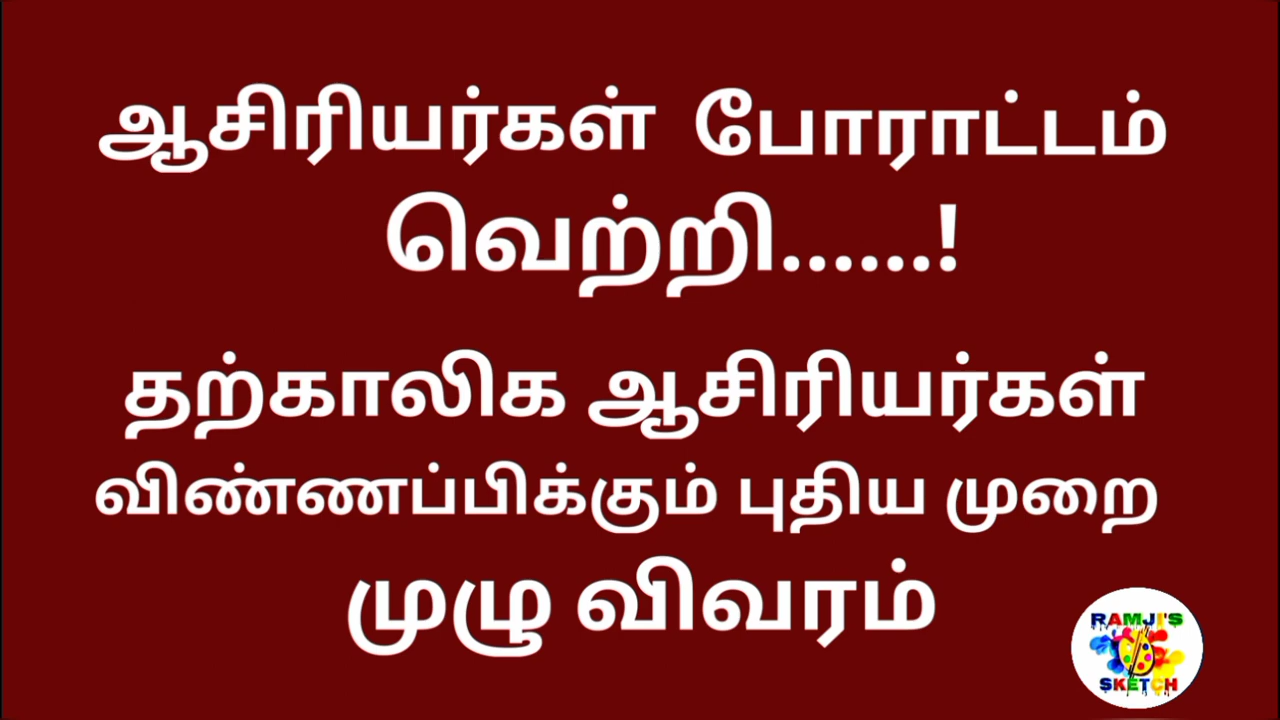 ஆசிரியர்கள் போராட்டம்
வெற்றி......!
தற்காலிக ஆசிரியர்கள்
விண்ணப்பிக்கும் புதிய முறை
முழு விவரம்
RAMJI'S
SKETCH